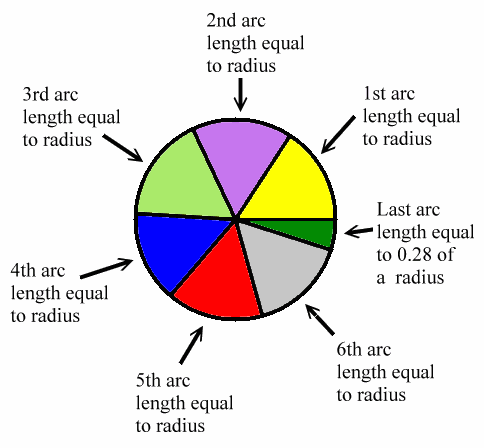 2nd arc
length equal
to radius
1st arc
length equal
to radius
3rd arc
length equal
to radius
Last arc
length equal
to 0.28 of
a radius
4th arc
length equal
to radius
6th arc
length equal
to radius
5th arc
length equal
to radius